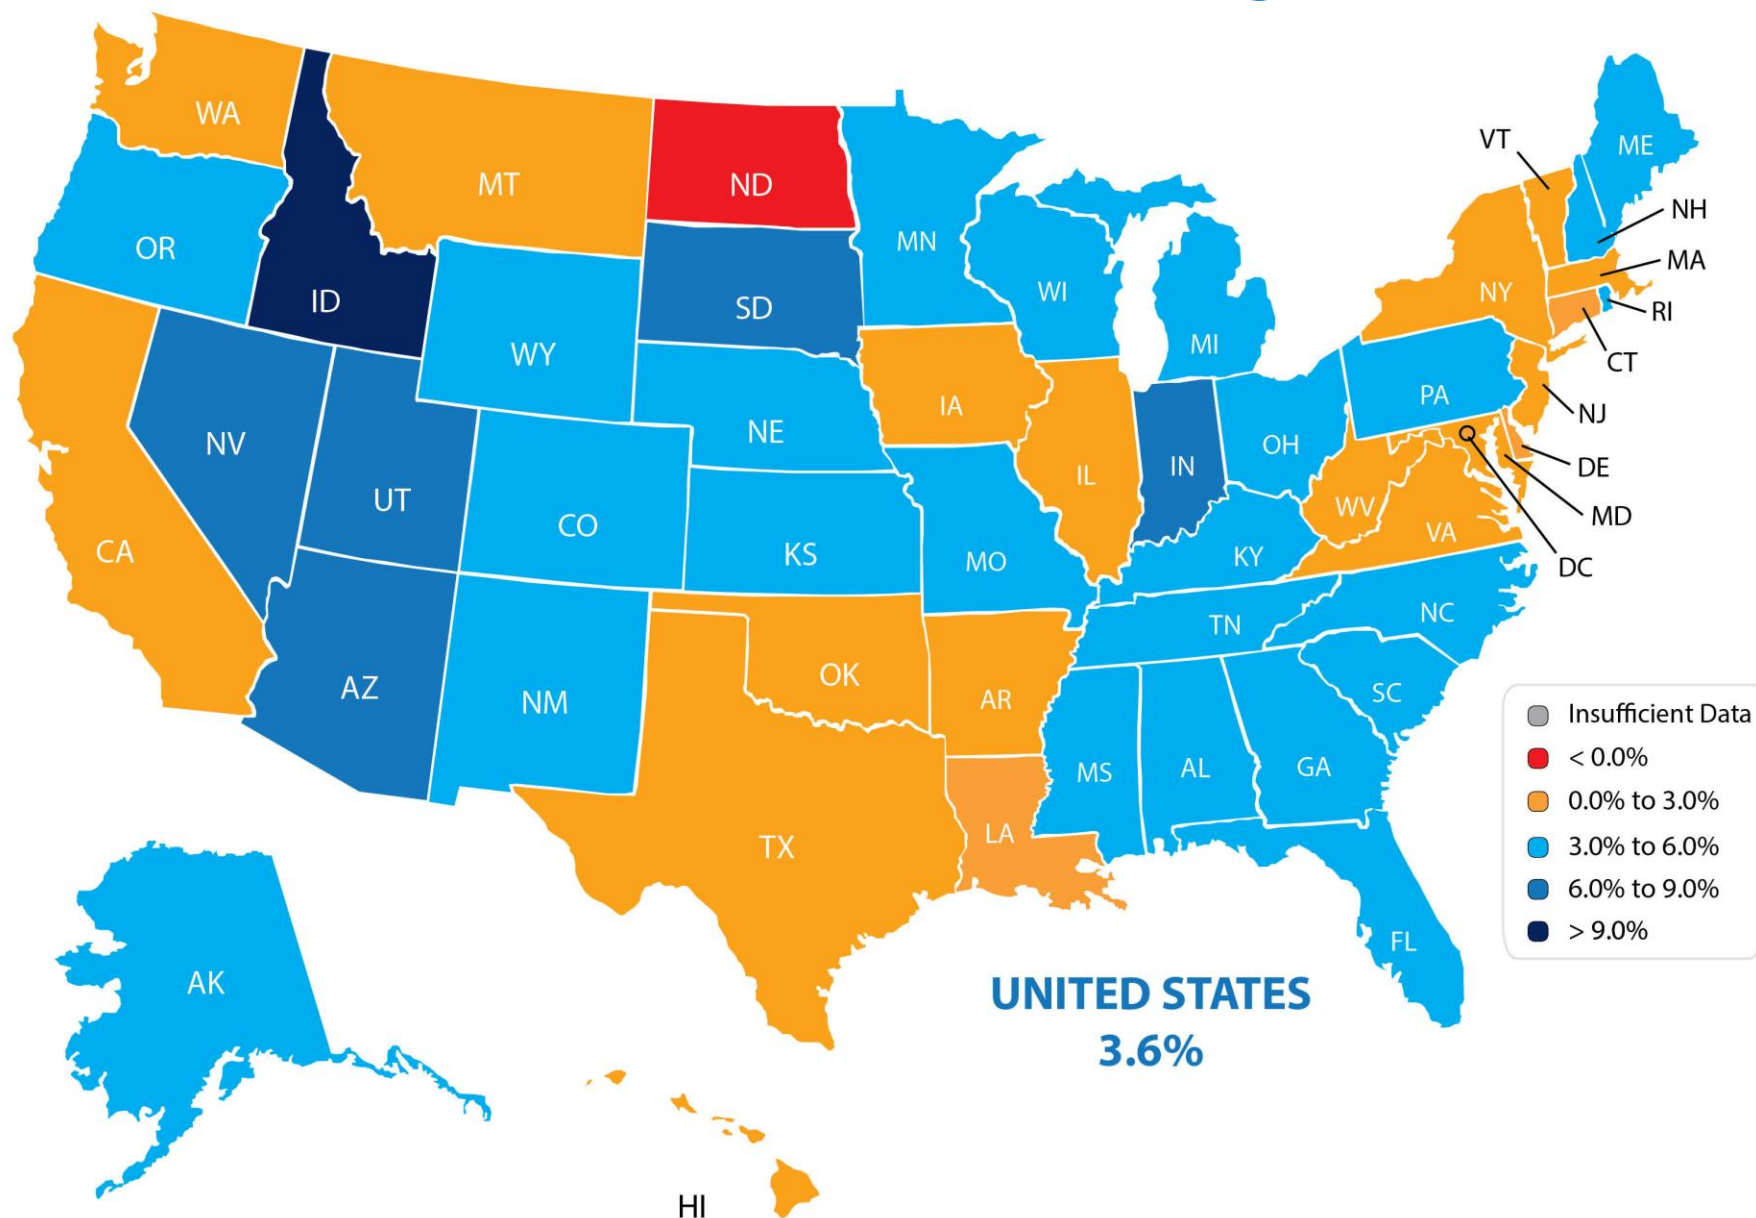 WA
MT
ND
MN
ME
VT
NH
MA
RI
CT
NJ
DE
MD
DC
OR
ID
SD
WI
MI
NY
WY
IA
NE
PA
NV
UT
CO
KS
MO
IL
IN
OH
WV
VA
KY
CA
AZ
NM
OK
AR
TN
NC
SC
TX
LA
MS
AL
GA
FL
AK
HI
UNITED STATES
3.6%
Insufficient Data
< 0.0%
0.0% to 3.0%
3.0% to 6.0%
6.0% to 9.0%
> 9.0%